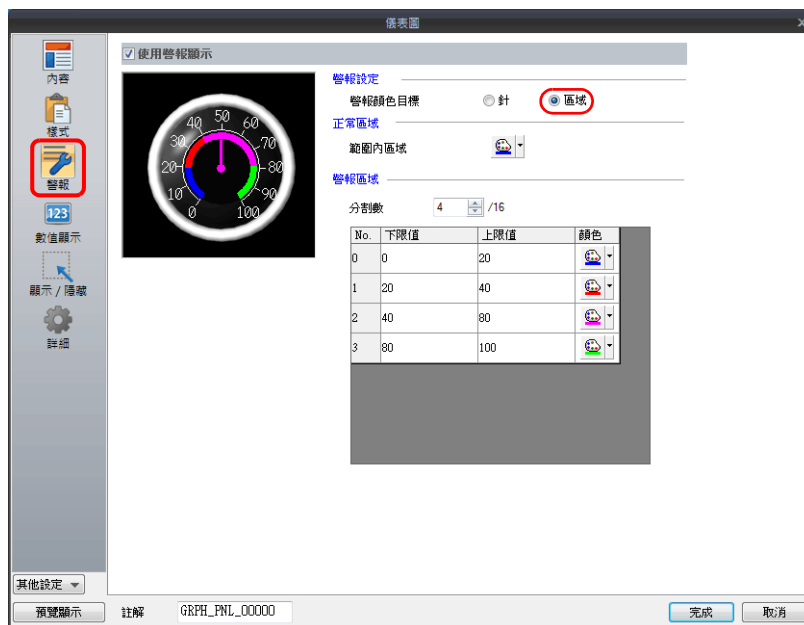 儀表圖
內容
樣式
警報
數值顯示
顯示 / 隱藏
詳細
其他設定
預覽顯示
使用警報顯示
0
10
20
30
40
50
60
70
80
90
100
警報設定
警報顏色目標 針 區域
正常區域
範圍內區域
警報區域
分割數 4 /16
No. 下限值 上限值 顏色
0 0 20
1 20 40
2 40 80
3 80 100
註解 GRPH_PNL_00000
完成 取消